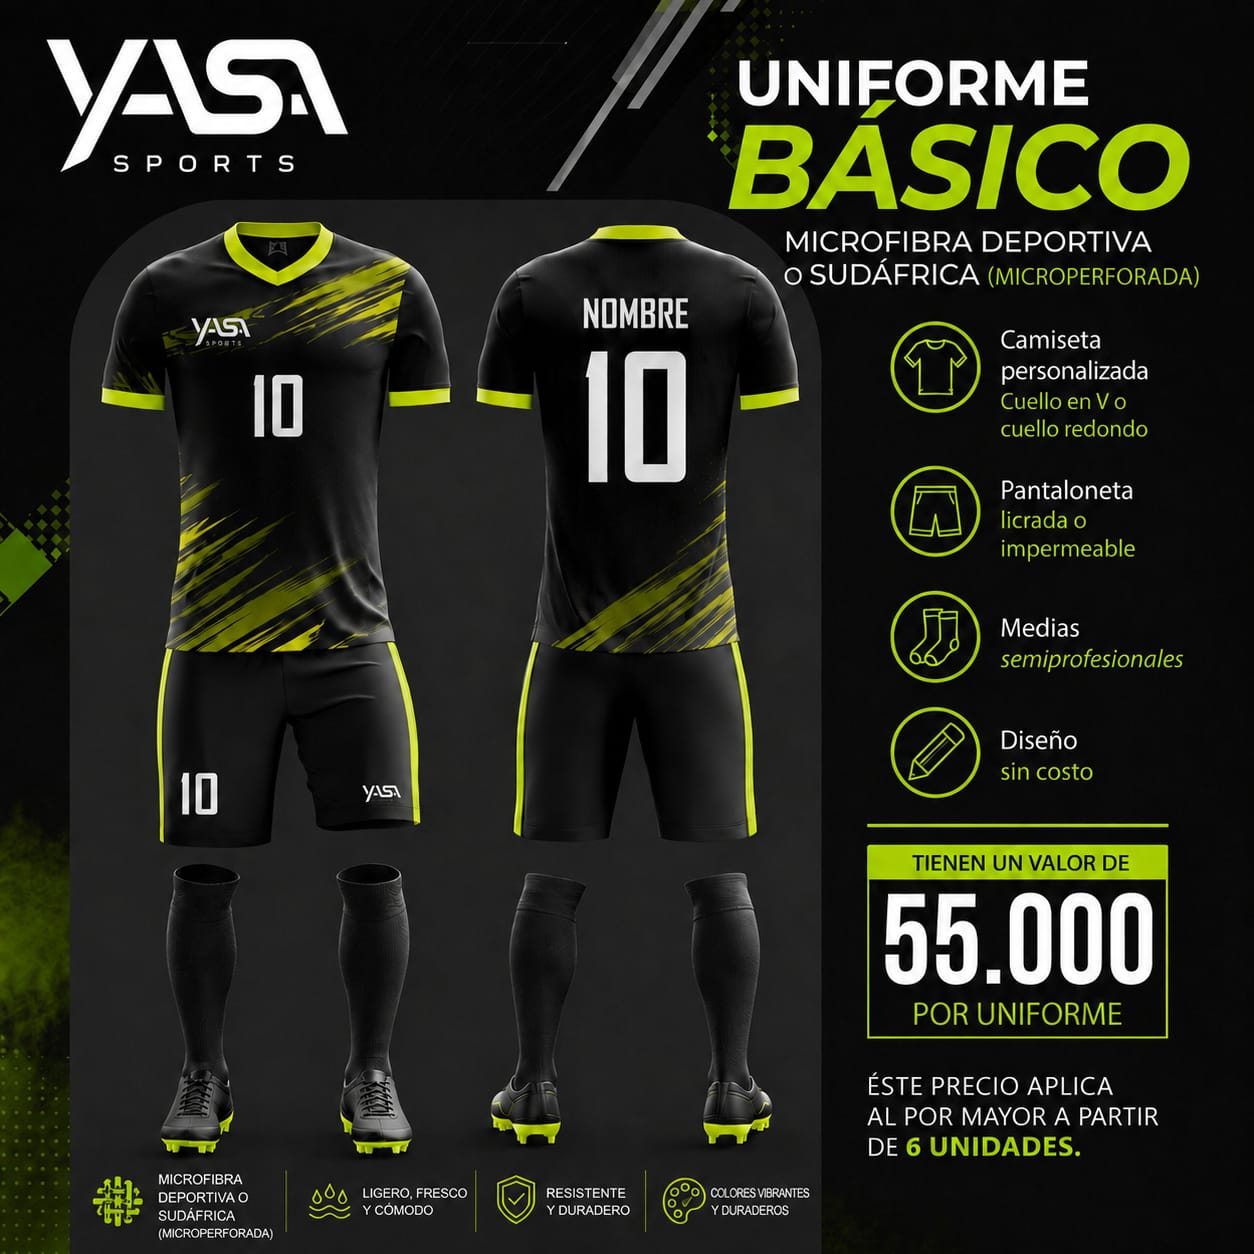 YASA
SPORTS
UNIFORME
BÁSICO
MICROFIBRA DEPORTIVA
O SUDÁFRICA (MICROPERFORADA)
YASA
SPORTS
10
NOMBRE
10
10
YASA
Camiseta
personalizada
Cuello en V o
cuello redondo
Pantaloneta
licrada o
impermeable
Medias
semiprofesionales
Diseño
sin costo
TIENEN UN VALOR DE
55.000
POR UNIFORME
ÉSTE PRECIO APLICA
AL POR MAYOR A PARTIR
DE 6 UNIDADES.
MICROFIBRA
DEPORTIVA O
SUDÁFRICA
(MICROPERFORADA)
LIGERO, FRESCO
Y CÓMODO
RESISTENTE
Y DURADERO
COLORES VIBRANTES
Y DURADEROS